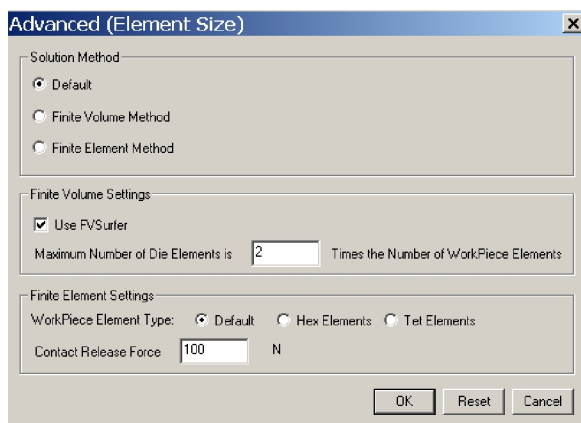 Advanced (Element Size)
Solution Method
Default
Finite Volume Method
Finite Element Method
Finite Volume Settings
Use FVSurfer
Maximum Number of Die Elements is 2 Times the Number of WorkPiece Elements
Finite Element Settings
WorkPiece Element Type: Default Hex Elements Tet Elements
Contact Release Force 100 N
OK Reset Cancel